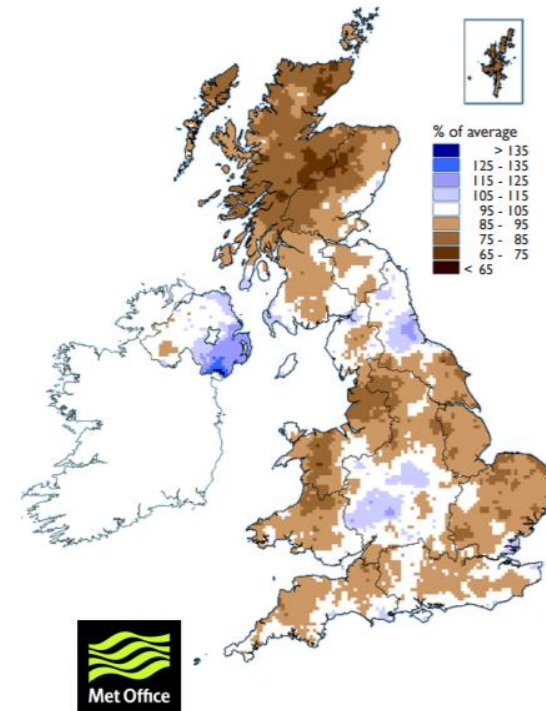 % of average
> 135
125 - 135
115 - 125
105 - 115
95 - 105
85 - 95
75 - 85
65 - 75
< 65
Met Office